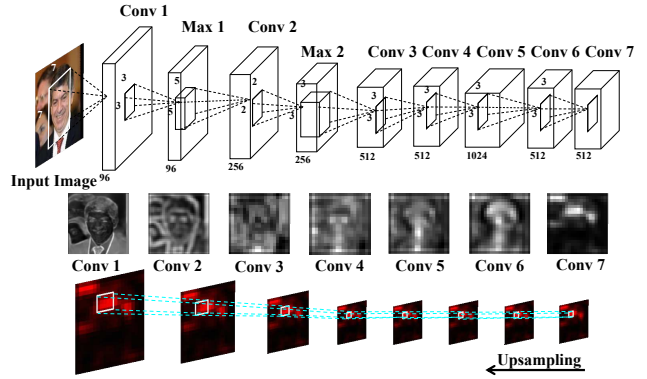 Conv 1
Max 1
Conv 2
Max 2
Conv 3
Conv 4
Conv 5
Conv 6
Conv 7
7
7
3
3
5
5
2
2
3
3
3
3
3
3
3
3
3
3
Input Image
96
96
256
256
512
512
1024
512
512
Conv 1
Conv 2
Conv 3
Conv 4
Conv 5
Conv 6
Conv 7
Upsampling